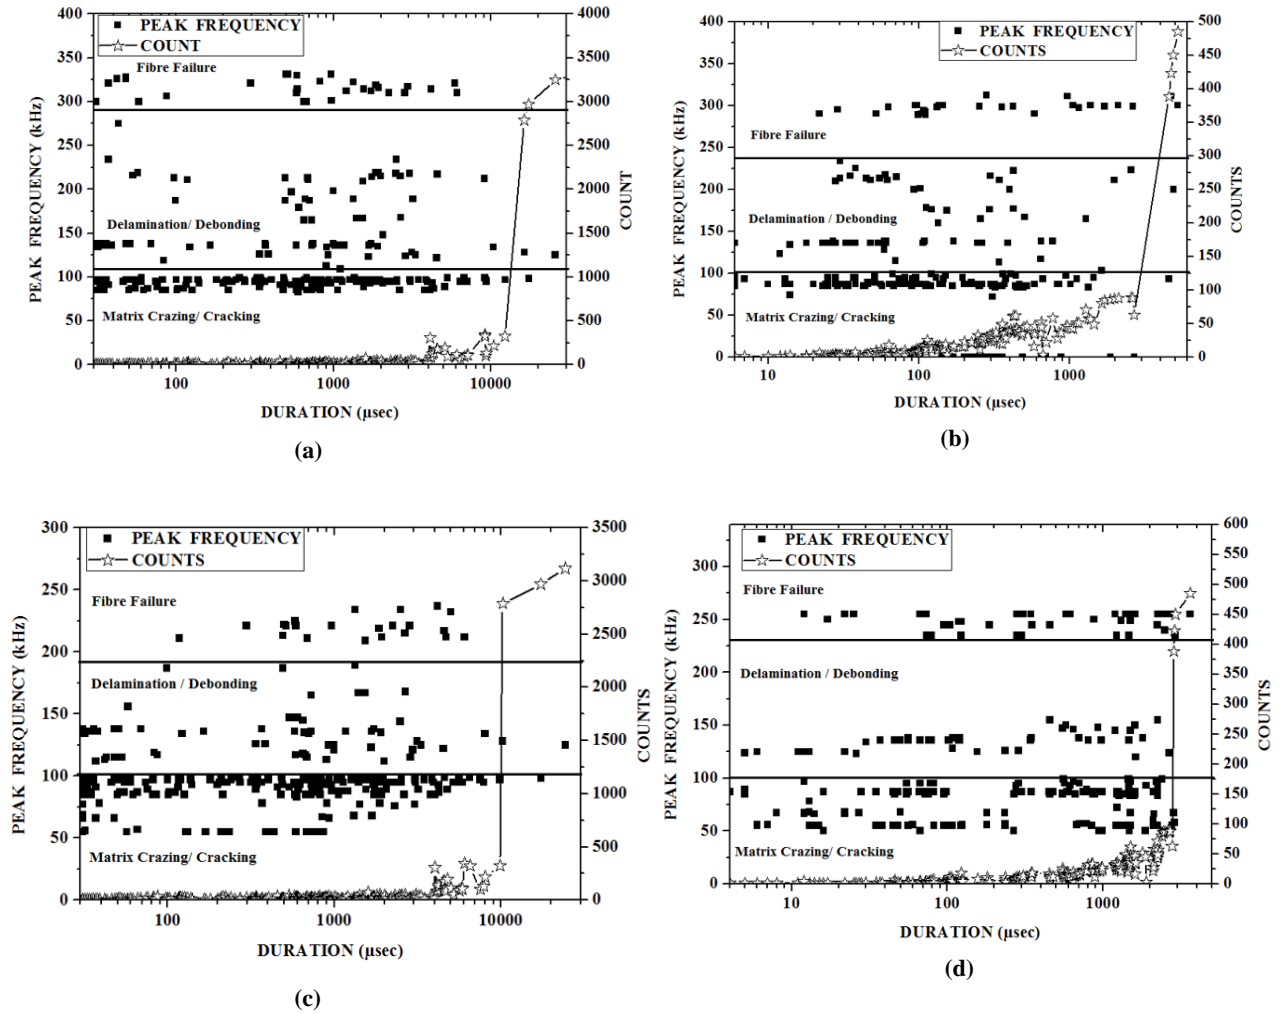 PEAK FREQUENCY
COUNT
Fibre Failure
Delamination/ Debonding
Matrix Crazing/ Cracking
PEAK FREQUENCY (kHz)
400
350
300
250
200
150
100
50
0
COUNT
4000
3500
3000
2500
2000
1500
1000
500
0
100
1000
10000
DURATION (µsec)
(a)
PEAK FREQUENCY
COUNTS
Fibre Failure
Delamination / Debonding
Matrix Crazing/ Cracking
PEAK FREQUENCY (kHz)
400
350
300
250
200
150
100
50
0
COUNTS
500
450
400
350
300
250
200
150
100
50
0
10
100
1000
DURATION (µsec)
(b)
PEAK FREQUENCY
COUNTS
Fibre Failure
Delamination / Debonding
Matrix Crazing/ Cracking
PEAK FREQUENCY (kHz)
300
250
200
150
100
50
0
COUNTS
3500
3000
2500
2000
1500
1000
500
0
100
1000
10000
DURATION (µsec)
(c)
PEAK FREQUENCY
COUNTS
Fibre Failure
Delamination / Debonding
Matrix Crazing/ Cracking
PEAK FREQUENCY (kHz)
300
250
200
150
100
50
0
COUNTS
600
550
500
450
400
350
300
250
200
150
100
50
0
10
100
1000
DURATION (µsec)
(d)